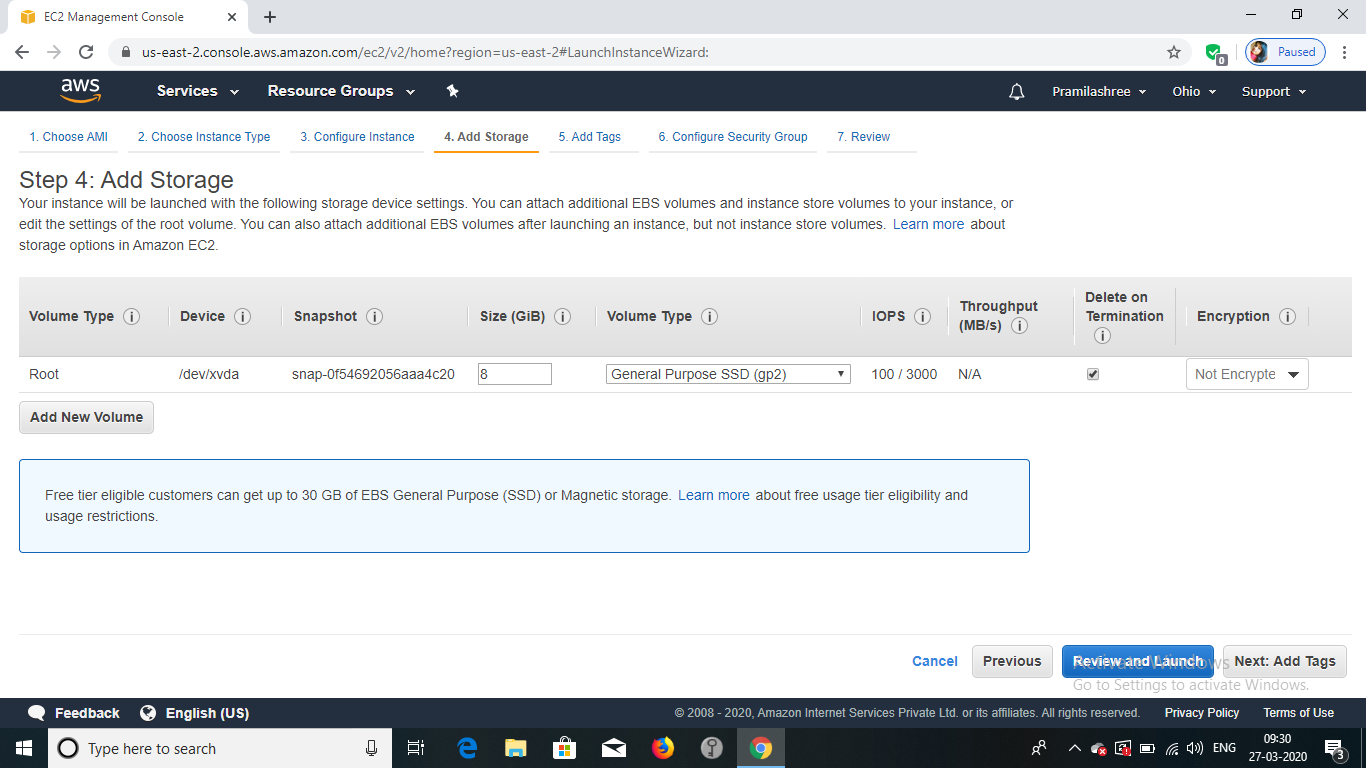 EC2 Management Console
us-east-2.console.aws.amazon.com/ec2/v2/home?region=us-east-2#LaunchInstanceWizard:
0
Paused
aws
Services
Resource Groups
Pramilashree
Ohio
Support
1. Choose AMI
2. Choose Instance Type
3. Configure Instance
4. Add Storage
5. Add Tags
6. Configure Security Group
7. Review
Step 4: Add Storage
Your instance will be launched with the following storage device settings. You can attach additional EBS volumes and instance store volumes to your instance, or
edit the settings of the root volume. You can also attach additional EBS volumes after launching an instance, but not instance store volumes. Learn more about
storage options in Amazon EC2.
Volume Type
Device
Snapshot
Size (GiB)
Volume Type
IOPS
Throughput
(MB/s)
Delete on
Termination
Encryption
Root
/dev/xvda
snap-0f54692056aaa4c20
8
General Purpose SSD (gp2)
100 / 3000
N/A
Not Encrypte
Add New Volume
Free tier eligible customers can get up to 30 GB of EBS General Purpose (SSD) or Magnetic storage. Learn more about free usage tier eligibility and
usage restrictions.
Cancel
Previous
Review and Launch
Next: Add Tags
Activate Windows
Go to Settings to activate Windows.
Feedback
English (US)
© 2008 - 2020, Amazon Internet Services Private Ltd. or its affiliates. All rights reserved.
Privacy Policy
Terms of Use
Type here to search
ENG
09:30
27-03-2020
3